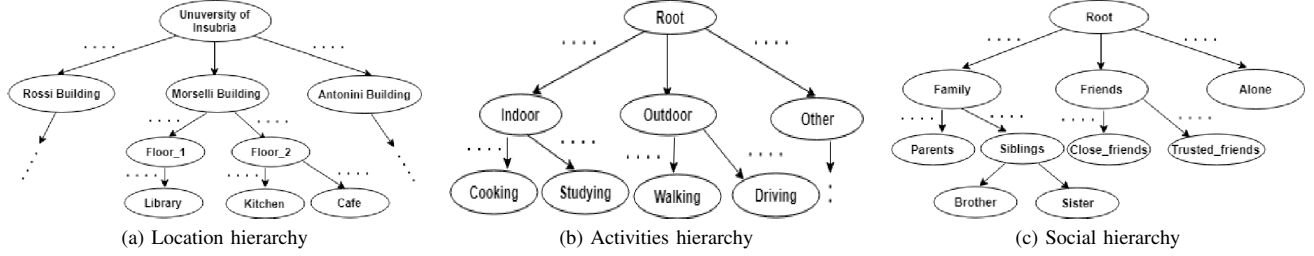 Unuversity of
Insubria
Rossi Building
Morselli Building
Antonini Building
Floor_1
Floor_2
Library
Kitchen
Cafe
(a) Location hierarchy
Root
Indoor
Outdoor
Other
Cooking
Studying
Walking
Driving
(b) Activities hierarchy
Root
Family
Friends
Alone
Parents
Siblings
Close_friends
Trusted_friends
Brother
Sister
(c) Social hierarchy